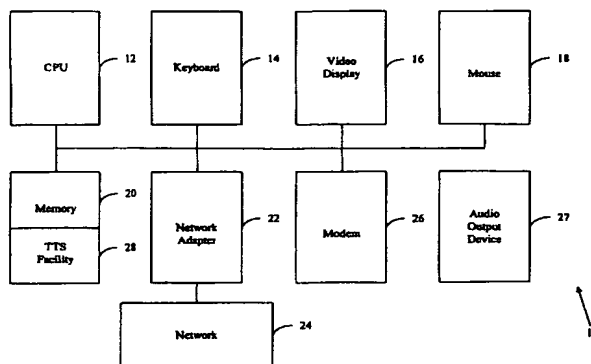 CPU
12
Keyboard
14
Video
Display
16
Mouse
18
Memory
20
TTS
Facility
28
Network
Adapter
22
Modem
26
Audio
Output
Device
27
Network
24